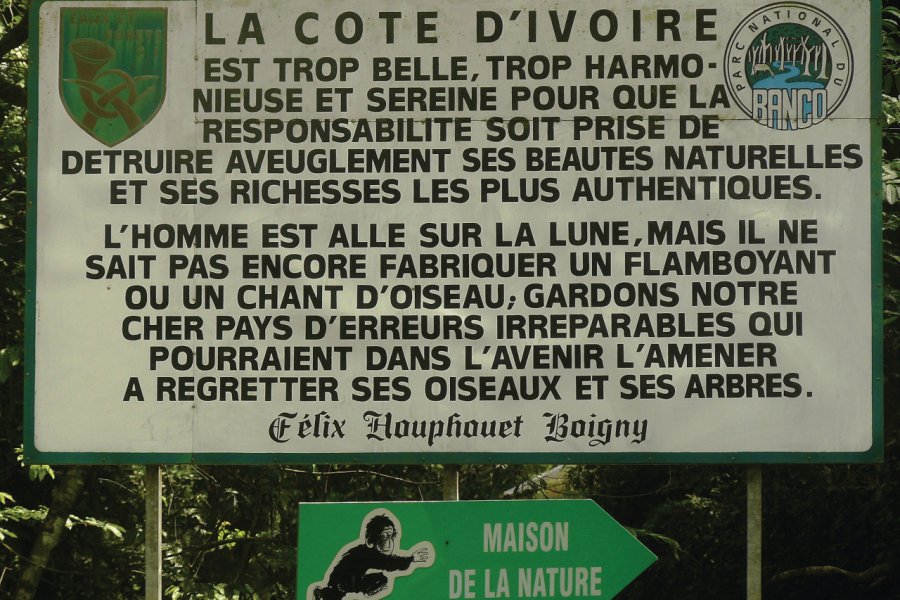 EAUX ET
FORETS
PARC NATIONAL DU
BANCO
LA COTE D'IVOIRE
EST TROP BELLE, TROP HARMO-
NIEUSE ET SEREINE POUR QUE LA
RESPONSABILITE SOIT PRISE DE
DETRUIRE AVEUGLEMENT SES BEAUTES NATURELLES
ET SES RICHESSES LES PLUS AUTHENTIQUES.
L'HOMME EST ALLE SUR LA LUNE, MAIS IL NE
SAIT PAS ENCORE FABRIQUER UN FLAMBOYANT
OU UN CHANT D'OISEAU; GARDONS NOTRE
CHER PAYS D'ERREURS IRREPARABLES QUI
POURRAIENT DANS L'AVENIR L'AMENER
A REGRETTER SES OISEAUX ET SES ARBRES.
Félix Houphouet Boigny
MAISON
DE LA NATURE